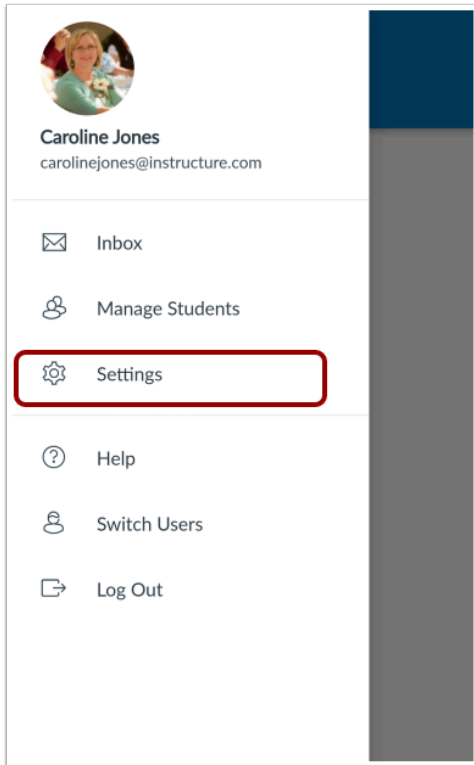 Caroline Jones
carolinejones@instructure.com
Inbox
Manage Students
Settings
Help
Switch Users
Log Out